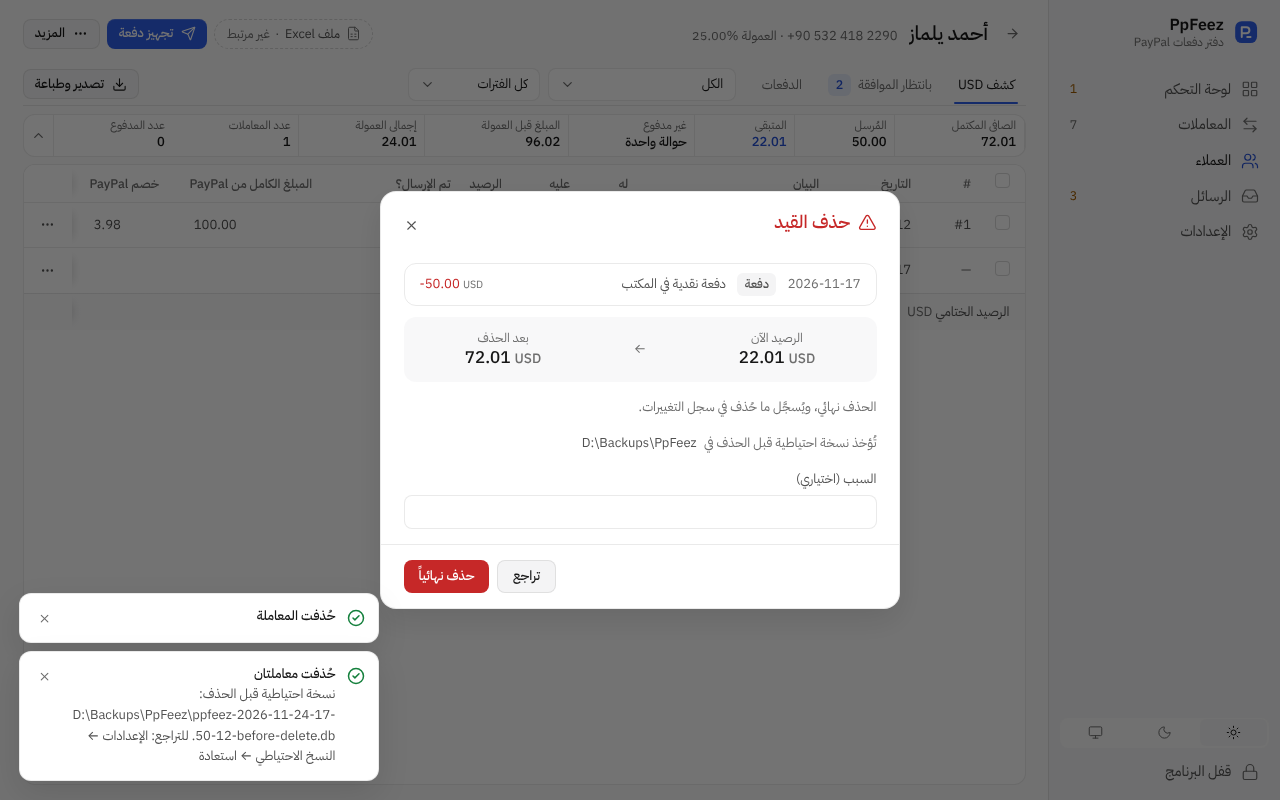 PpFeez
دفتر دفعات PayPal
لوحة التحكم 1
المعاملات 7
العملاء
الرسائل 3
الإعدادات
قفل البرنامج
أحمد يلماز
+90 532 418 2290 · العمولة 25.00%
ملف Excel · غير مرتبط
تجهيز دفعة
المزيد ···
كشف USD
بانتظار الموافقة 2
الدفعات
الكل
كل الفترات
تصدير وطباعة
الصافي المكتمل
72.01
المُرسل
50.00
المتبقي
22.01
غير مدفوع
حوالة واحدة
المبلغ قبل العمولة
96.02
إجمالي العمولة
24.01
عدد المعاملات
1
عدد المدفوع
0
# التاريخ البيان له عليه الرصيد تم الإرسال؟ المبلغ الكامل من PayPal خصم PayPal
#1 12 100.00 3.98 ···
— 17 ···
الرصيد الختامي USD
حذف القيد
2026-11-17 دفعة دفعة نقدية في المكتب -50.00 USD
الرصيد الآن
22.01 USD
←
بعد الحذف
72.01 USD
الحذف نهائي، ويُسجَّل ما حُذف في سجل التغييرات.
تُؤخذ نسخة احتياطية قبل الحذف في D:\Backups\PpFeez
السبب (اختياري)
تراجع
حذف نهائياً
حُذفت المعاملة
حُذفت معاملتان
نسخة احتياطية قبل الحذف:
D:\Backups\PpFeez\ppfeez-2026-11-24-17-
50-12-before-delete.db. للتراجع: الإعدادات ←
النسخ الاحتياطي ← استعادة